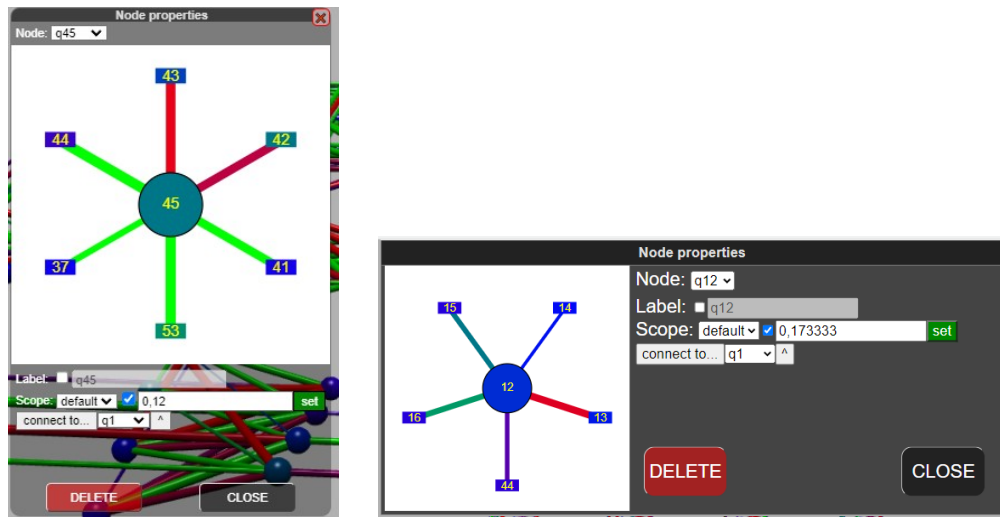 Node properties
Node: q45
43
44
42
45
37
41
53
Label: q45
Scope: default 0,12 set
connect to... q1 ^
DELETE CLOSE
Node properties
15
14
12
16
13
44
Node: q12
Label: q12
Scope: default 0,173333 set
connect to... q1 ^
DELETE CLOSE